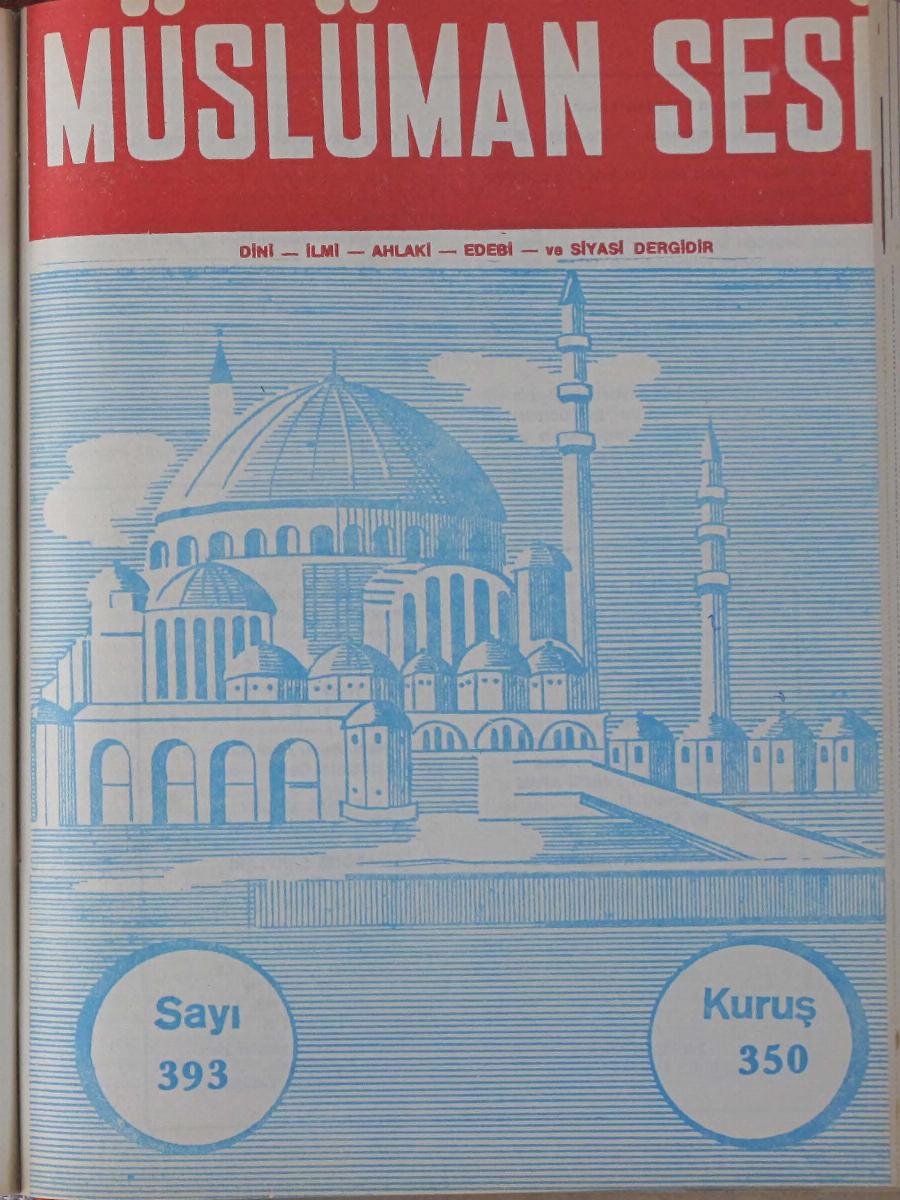 MÜSLÜMAN SESİ
DİNİ — İLMİ — AHLAKİ — EDEBİ — ve SİYASİ DERGİDİR
Sayı
393
Kuruş
350